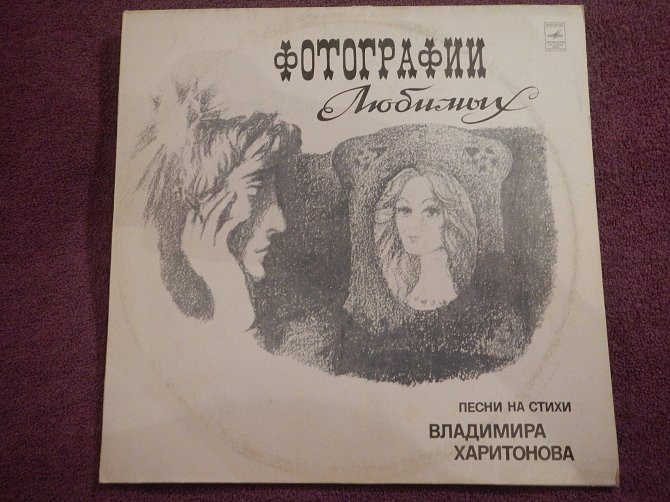 ФОТОГРАФИИ
Любимых
ПЕСНИ НА СТИХИ
ВЛАДИМИРА
ХАРИТОНОВА